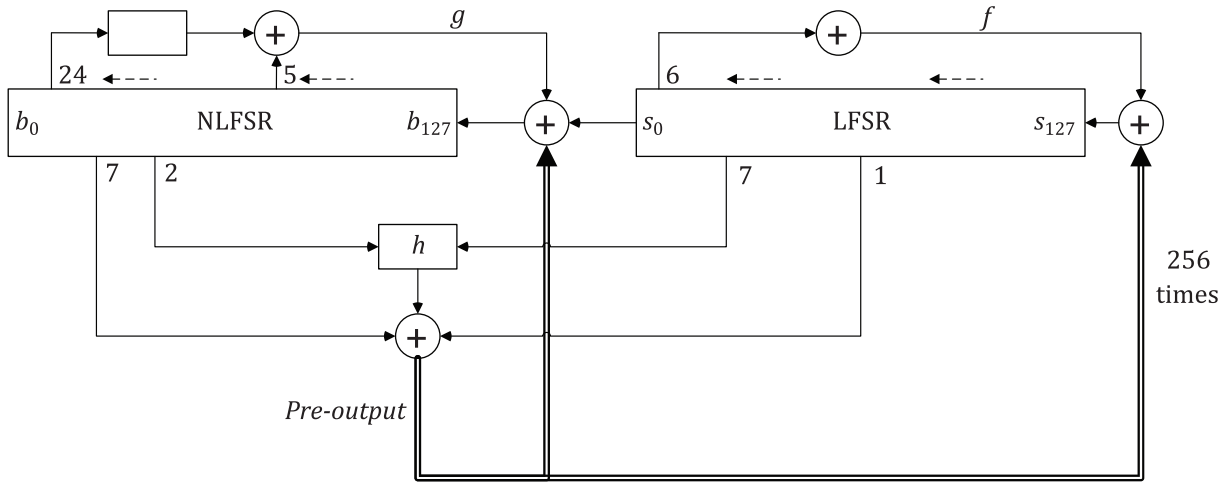 g
f
24
5
6
b₀ NLFSR b₁₂₇
s₀ LFSR s₁₂₇
+
+
+
+
7
2
7
1
h
256
times
+
Pre-output